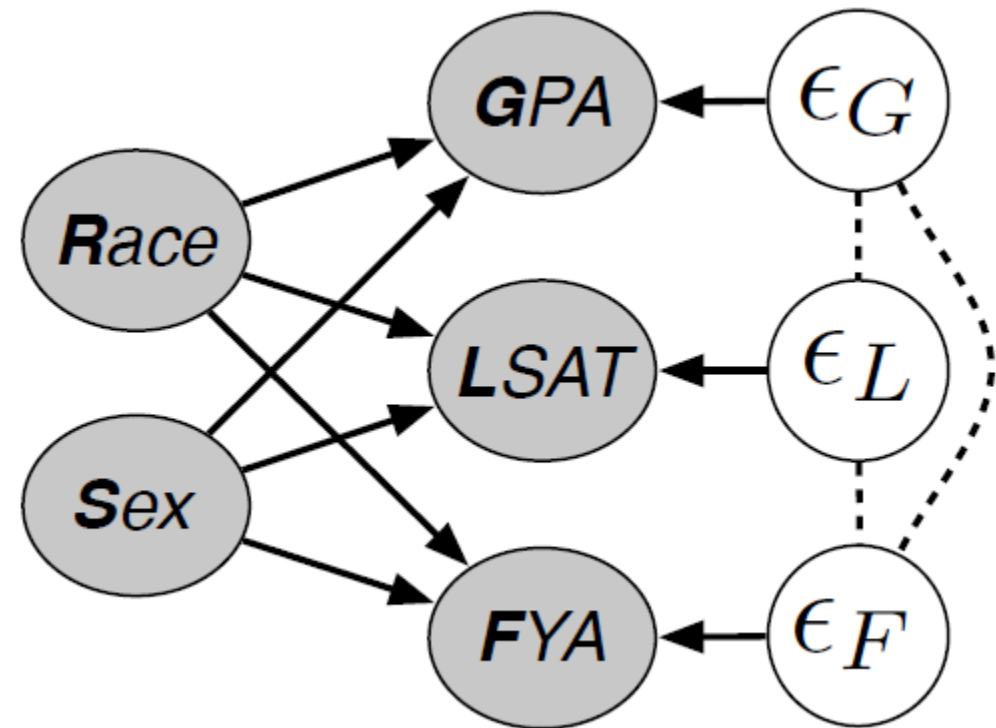 GPA
ϵG
Race
LSAT
ϵL
Sex
FYA
ϵF